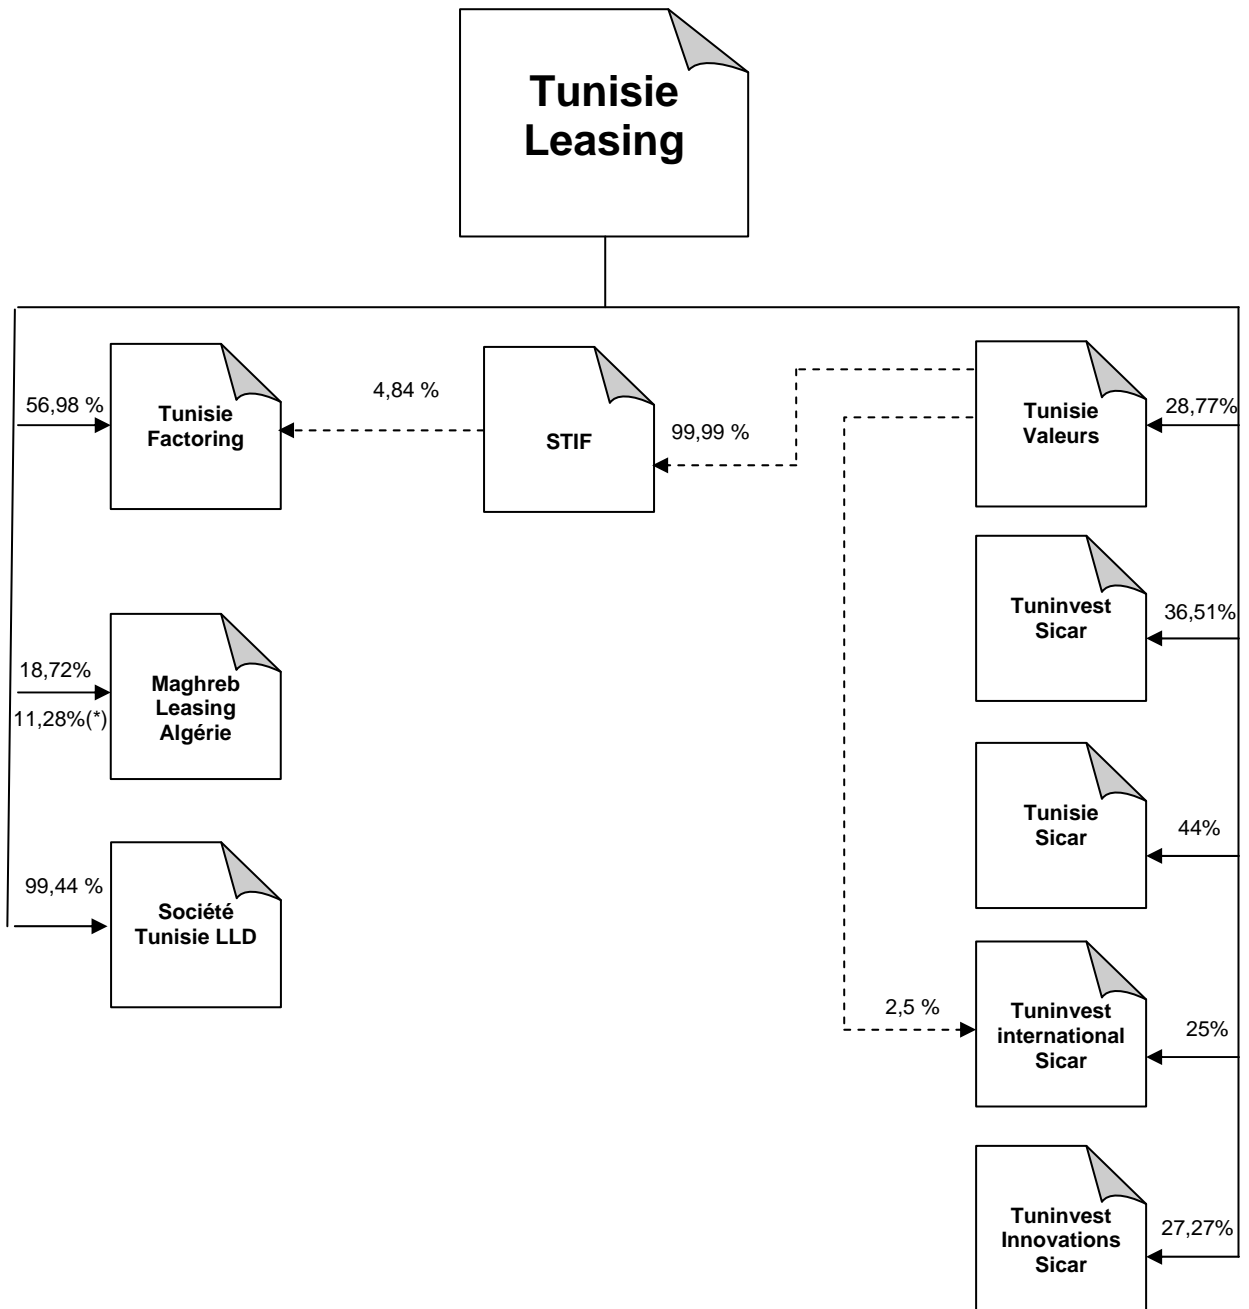 Tunisie
Leasing
56,98 %
Tunisie
Factoring
4,84 %
STIF
99,99 %
Tunisie
Valeurs
28,77%
Tuninvest
Sicar
36,51%
18,72%
11,28%(*)
Maghreb
Leasing
Algérie
Tunisie
Sicar
44%
99,44 %
Société
Tunisie LLD
2,5 %
Tuninvest
international
Sicar
25%
Tuninvest
Innovations
Sicar
27,27%